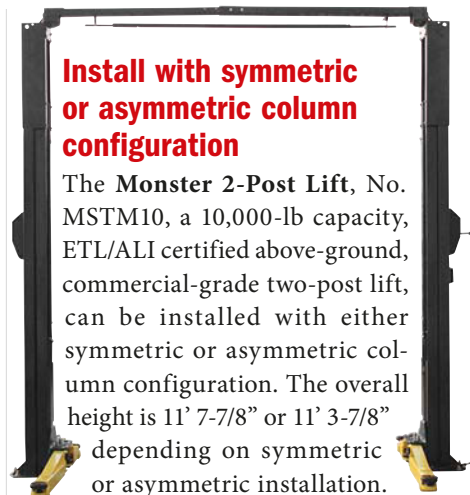 Install with symmetric
or asymmetric column
configuration
The Monster 2-Post Lift, No.
MSTM10, a 10,000-lb capacity,
ETL/ALI certified above-ground,
commercial-grade two-post lift,
can be installed with either
symmetric or asymmetric col-
umn configuration. The overall
height is 11’ 7-7/8” or 11’ 3-7/8”
depending on symmetric
or asymmetric installation.